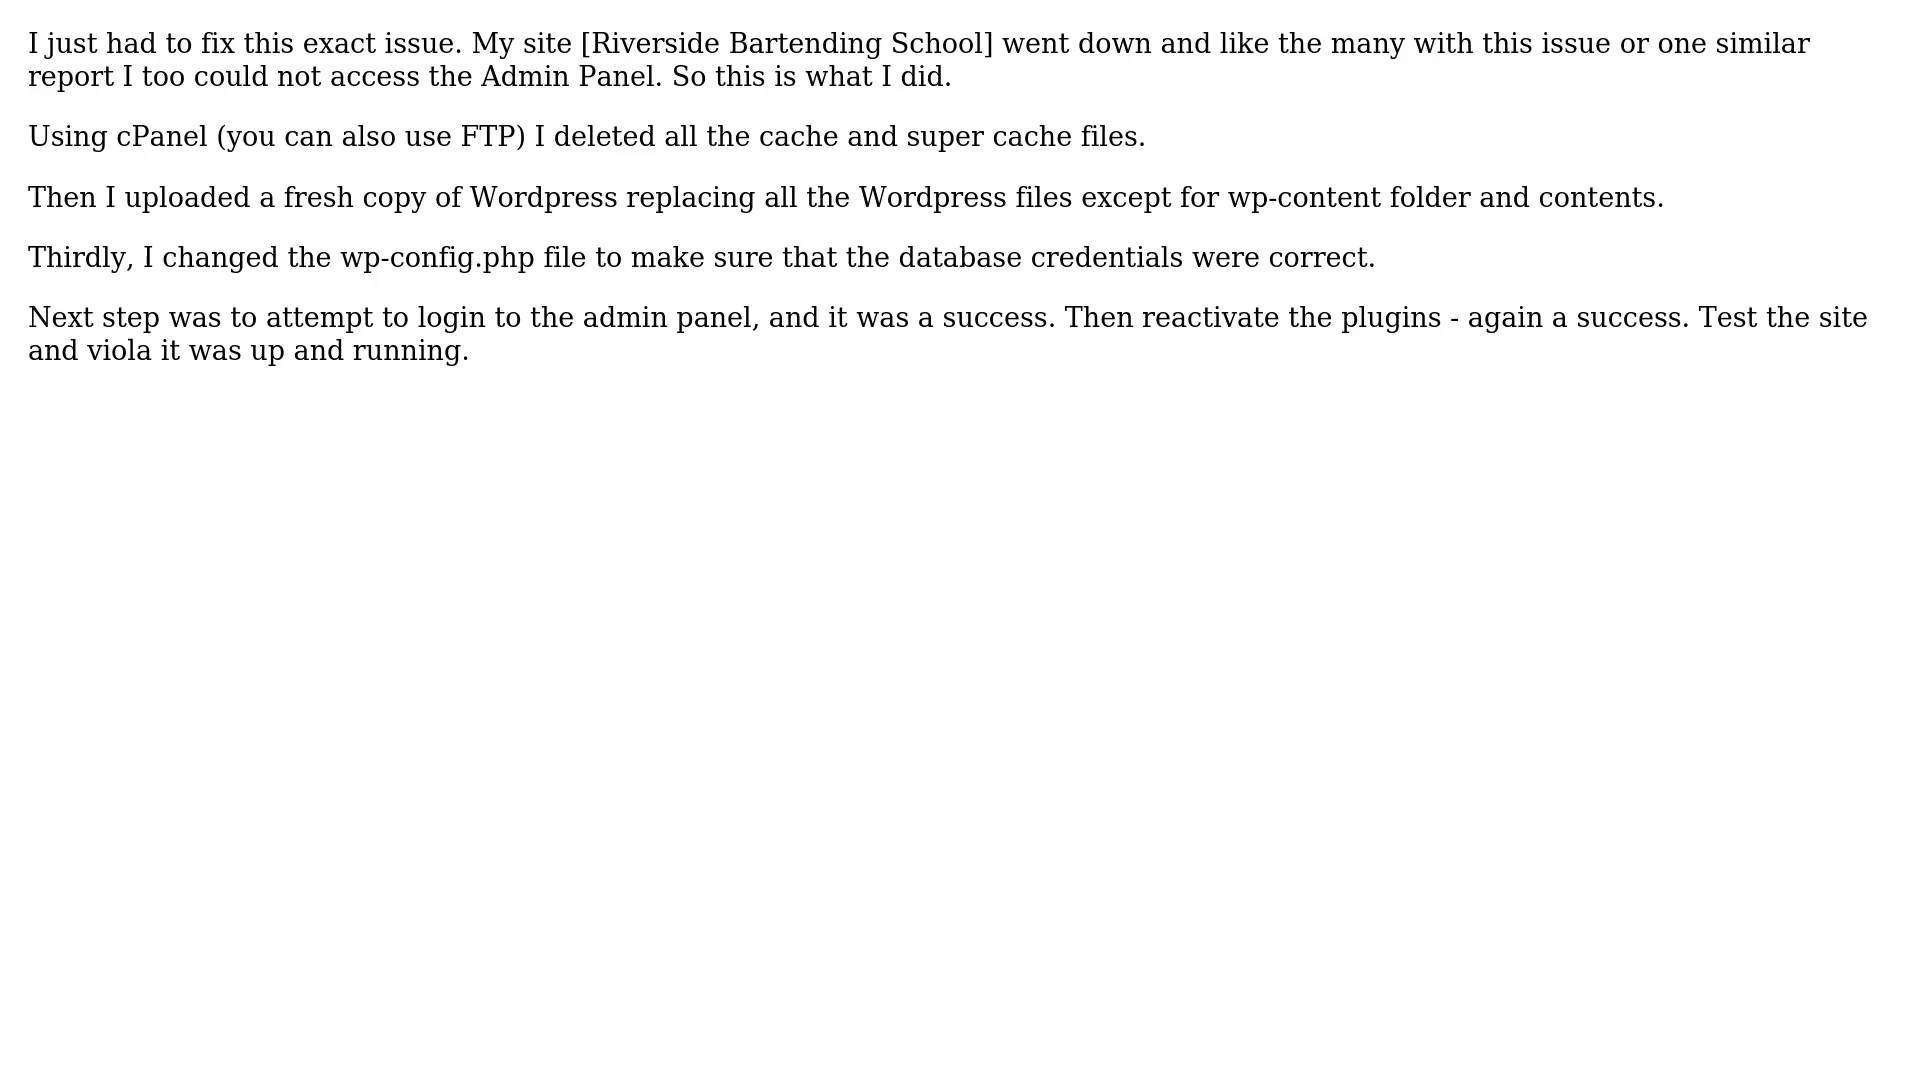 I just had to fix this exact issue. My site [Riverside Bartending School] went down and like the many with this issue or one similar
report I too could not access the Admin Panel. So this is what I did.
Using cPanel (you can also use FTP) I deleted all the cache and super cache files.
Then I uploaded a fresh copy of Wordpress replacing all the Wordpress files except for wp-content folder and contents.
Thirdly, I changed the wp-config.php file to make sure that the database credentials were correct.
Next step was to attempt to login to the admin panel, and it was a success. Then reactivate the plugins - again a success. Test the site
and viola it was up and running.